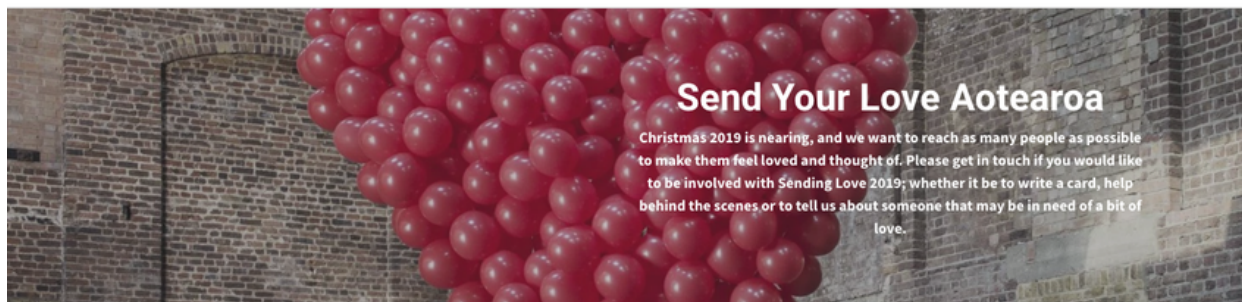 Send Your Love Aotearoa
Christmas 2019 is nearing, and we want to reach as many people as possible
to make them feel loved and thought of. Please get in touch if you would like
to be involved with Sending Love 2019; whether it be to write a card, help
behind the scenes or to tell us about someone that may be in need of a bit of
love.